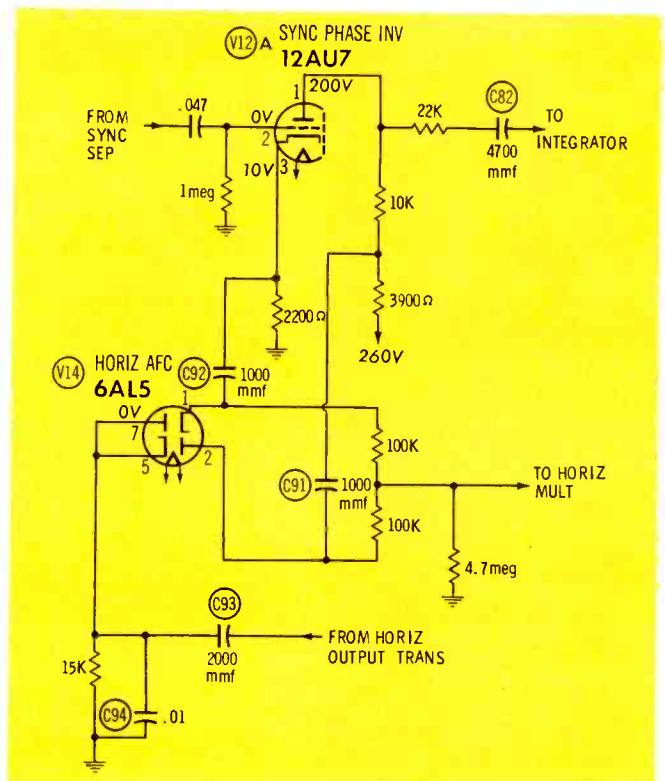 V12 A SYNC PHASE INV
12AU7
1 200V
FROM
SYNC
SEP
.047
0V
2
10V
3
1meg
22K
C82
4700
mmf
TO
INTEGRATOR
10K
2200Ω
3900Ω
260V
V14 HORIZ AFC
6AL5
C92
1000
mmf
0V
7
1
5
2
100K
C91
1000
mmf
100K
TO HORIZ
MULT
4.7meg
C93
2000
mmf
FROM HORIZ
OUTPUT TRANS
15K
C94
.01